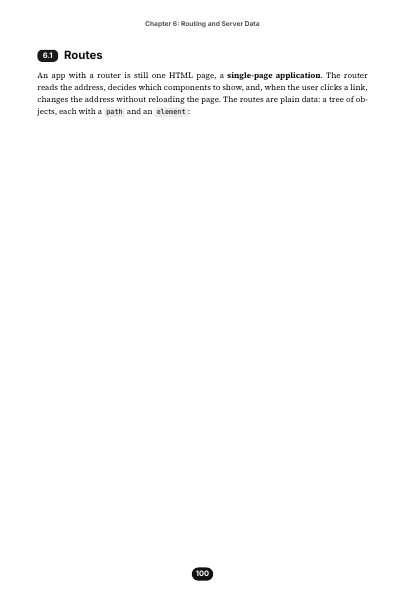 Chapter 6: Routing and Server Data
6.1 Routes
An app with a router is still one HTML page, a single-page application. The router
reads the address, decides which components to show, and, when the user clicks a link,
changes the address without reloading the page. The routes are plain data: a tree of ob-
jects, each with a path and an element:
100